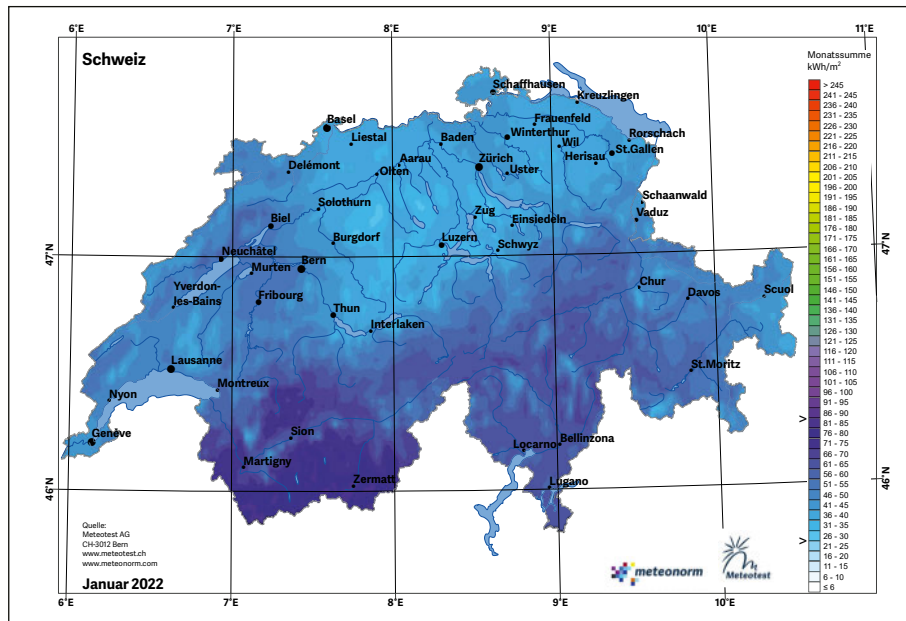 6°E 7°E 8°E 9°E 10°E 11°E
Schweiz
Monatssumme
kWh/m²
> 245
241 - 245
236 - 240
231 - 235
226 - 230
221 - 225
216 - 220
211 - 215
206 - 210
201 - 205
196 - 200
191 - 195
186 - 190
181 - 185
176 - 180
171 - 175
166 - 170
161 - 165
156 - 160
151 - 155
146 - 150
141 - 145
136 - 140
131 - 135
126 - 130
121 - 125
116 - 120
111 - 115
106 - 110
101 - 105
96 - 100
91 - 95
86 - 90
81 - 85
76 - 80
71 - 75
66 - 70
61 - 65
56 - 60
51 - 55
46 - 50
41 - 45
36 - 40
31 - 35
26 - 30
21 - 25
16 - 20
11 - 15
6 - 10
≤ 6
>
>
Schaffhausen
Kreuzlingen
Basel
Frauenfeld
Liestal
Baden
Winterthur
Wil
Rorschach
St.Gallen
Herisau
Delémont
Aarau
Olten
Zürich
Uster
Schaanwald
Vaduz
Solothurn
Zug
Einsiedeln
Biel
Burgdorf
Luzern
Schwyz
47°N
47°N
Neuchâtel
Murten
Bern
Yverdon-
les-Bains
Fribourg
Chur
Davos
Scuol
Thun
Interlaken
Lausanne
St.Moritz
Nyon
Montreux
Genève
Sion
Locarno
Bellinzona
Martigny
Zermatt
Lugano
46°N
46°N
Quelle:
Meteotest AG
CH-3012 Bern
www.meteotest.ch
www.meteonorm.com
Januar 2022
meteonorm
Meteotest
6°E 7°E 8°E 9°E 10°E